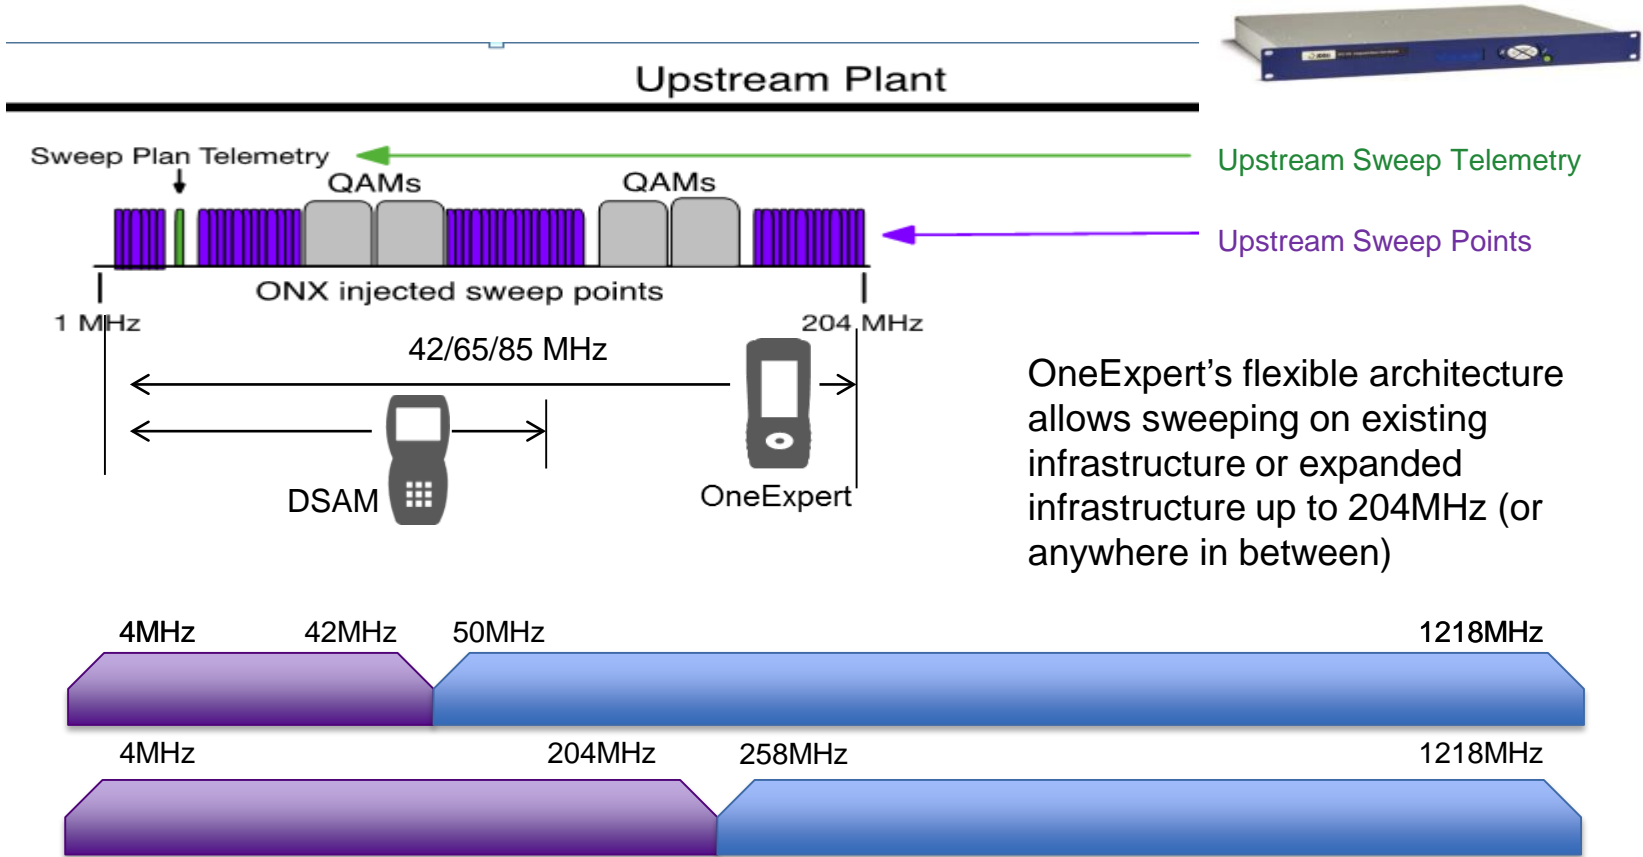 Upstream Plant
Sweep Plan Telemetry
Upstream Sweep Telemetry
QAMs
QAMs
Upstream Sweep Points
ONX injected sweep points
1 MHz
204 MHz
42/65/85 MHz
DSAM
OneExpert
OneExpert's flexible architecture
allows sweeping on existing
infrastructure or expanded
infrastructure up to 204MHz (or
anywhere in between)
4MHz
42MHz
50MHz
1218MHz
4MHz
204MHz
258MHz
1218MHz